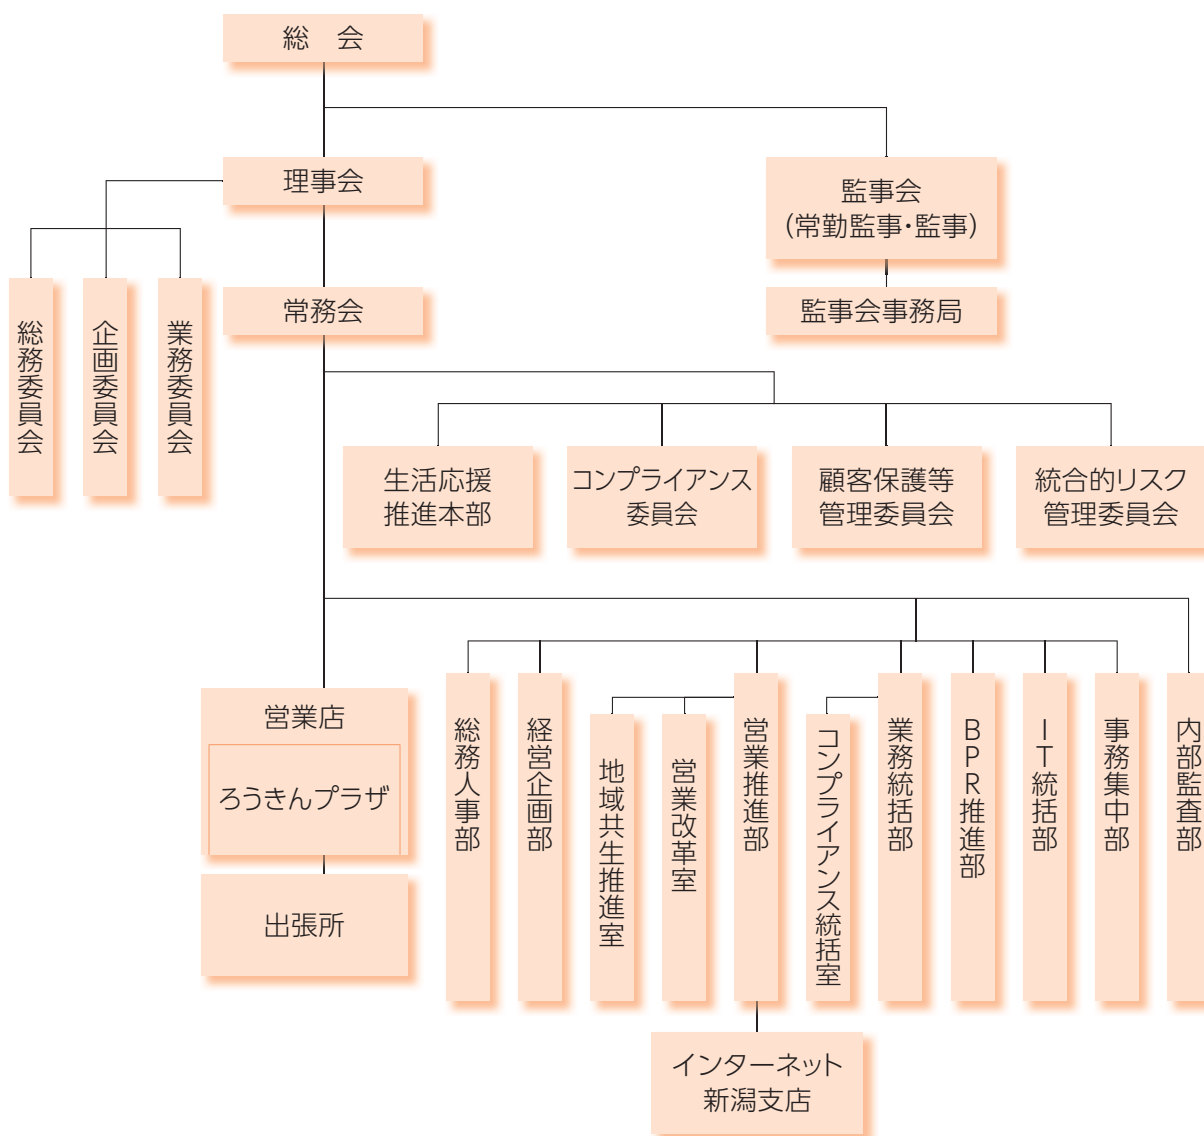 総　会
理事会
監事会
(常勤監事・監事)
総務委員会
企画委員会
業務委員会
常務会
監事会事務局
生活応援
推進本部
コンプライアンス
委員会
顧客保護等
管理委員会
統合的リスク
管理委員会
営業店
ろうきんプラザ
出張所
総務人事部
経営企画部
地域共生推進室
営業改革室
営業推進部
コンプライアンス統括室
業務統括部
BPR推進部
IT統括部
事務集中部
内部監査部
インターネット
新潟支店